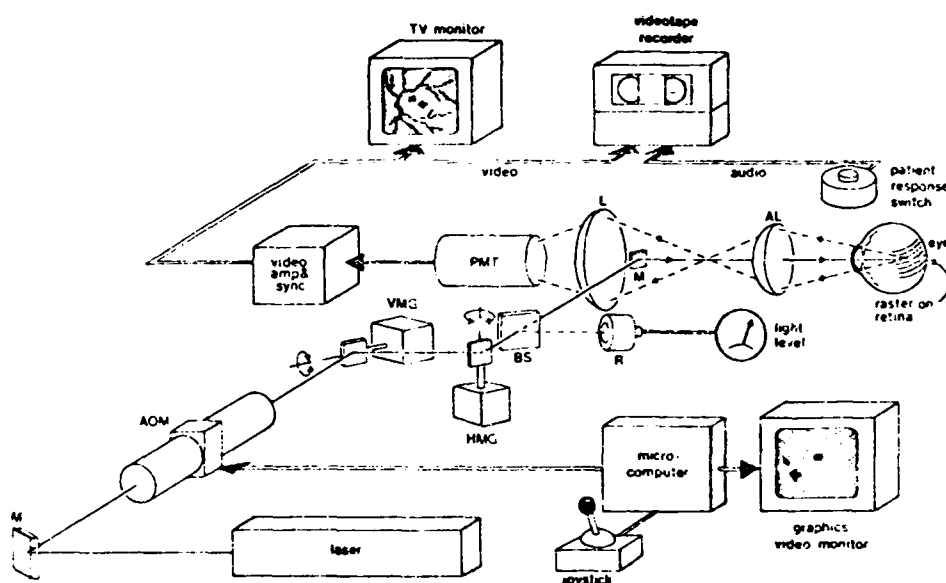 TV monitor
videotape
recorder
video
audio
patient
response
switch
L
AL
eye
video
amp&
sync
PMT
M
raster on
retina
VMG
BS
R
light
level
AOM
HMG
micro-
computer
M
laser
joystick
graphics
video monitor